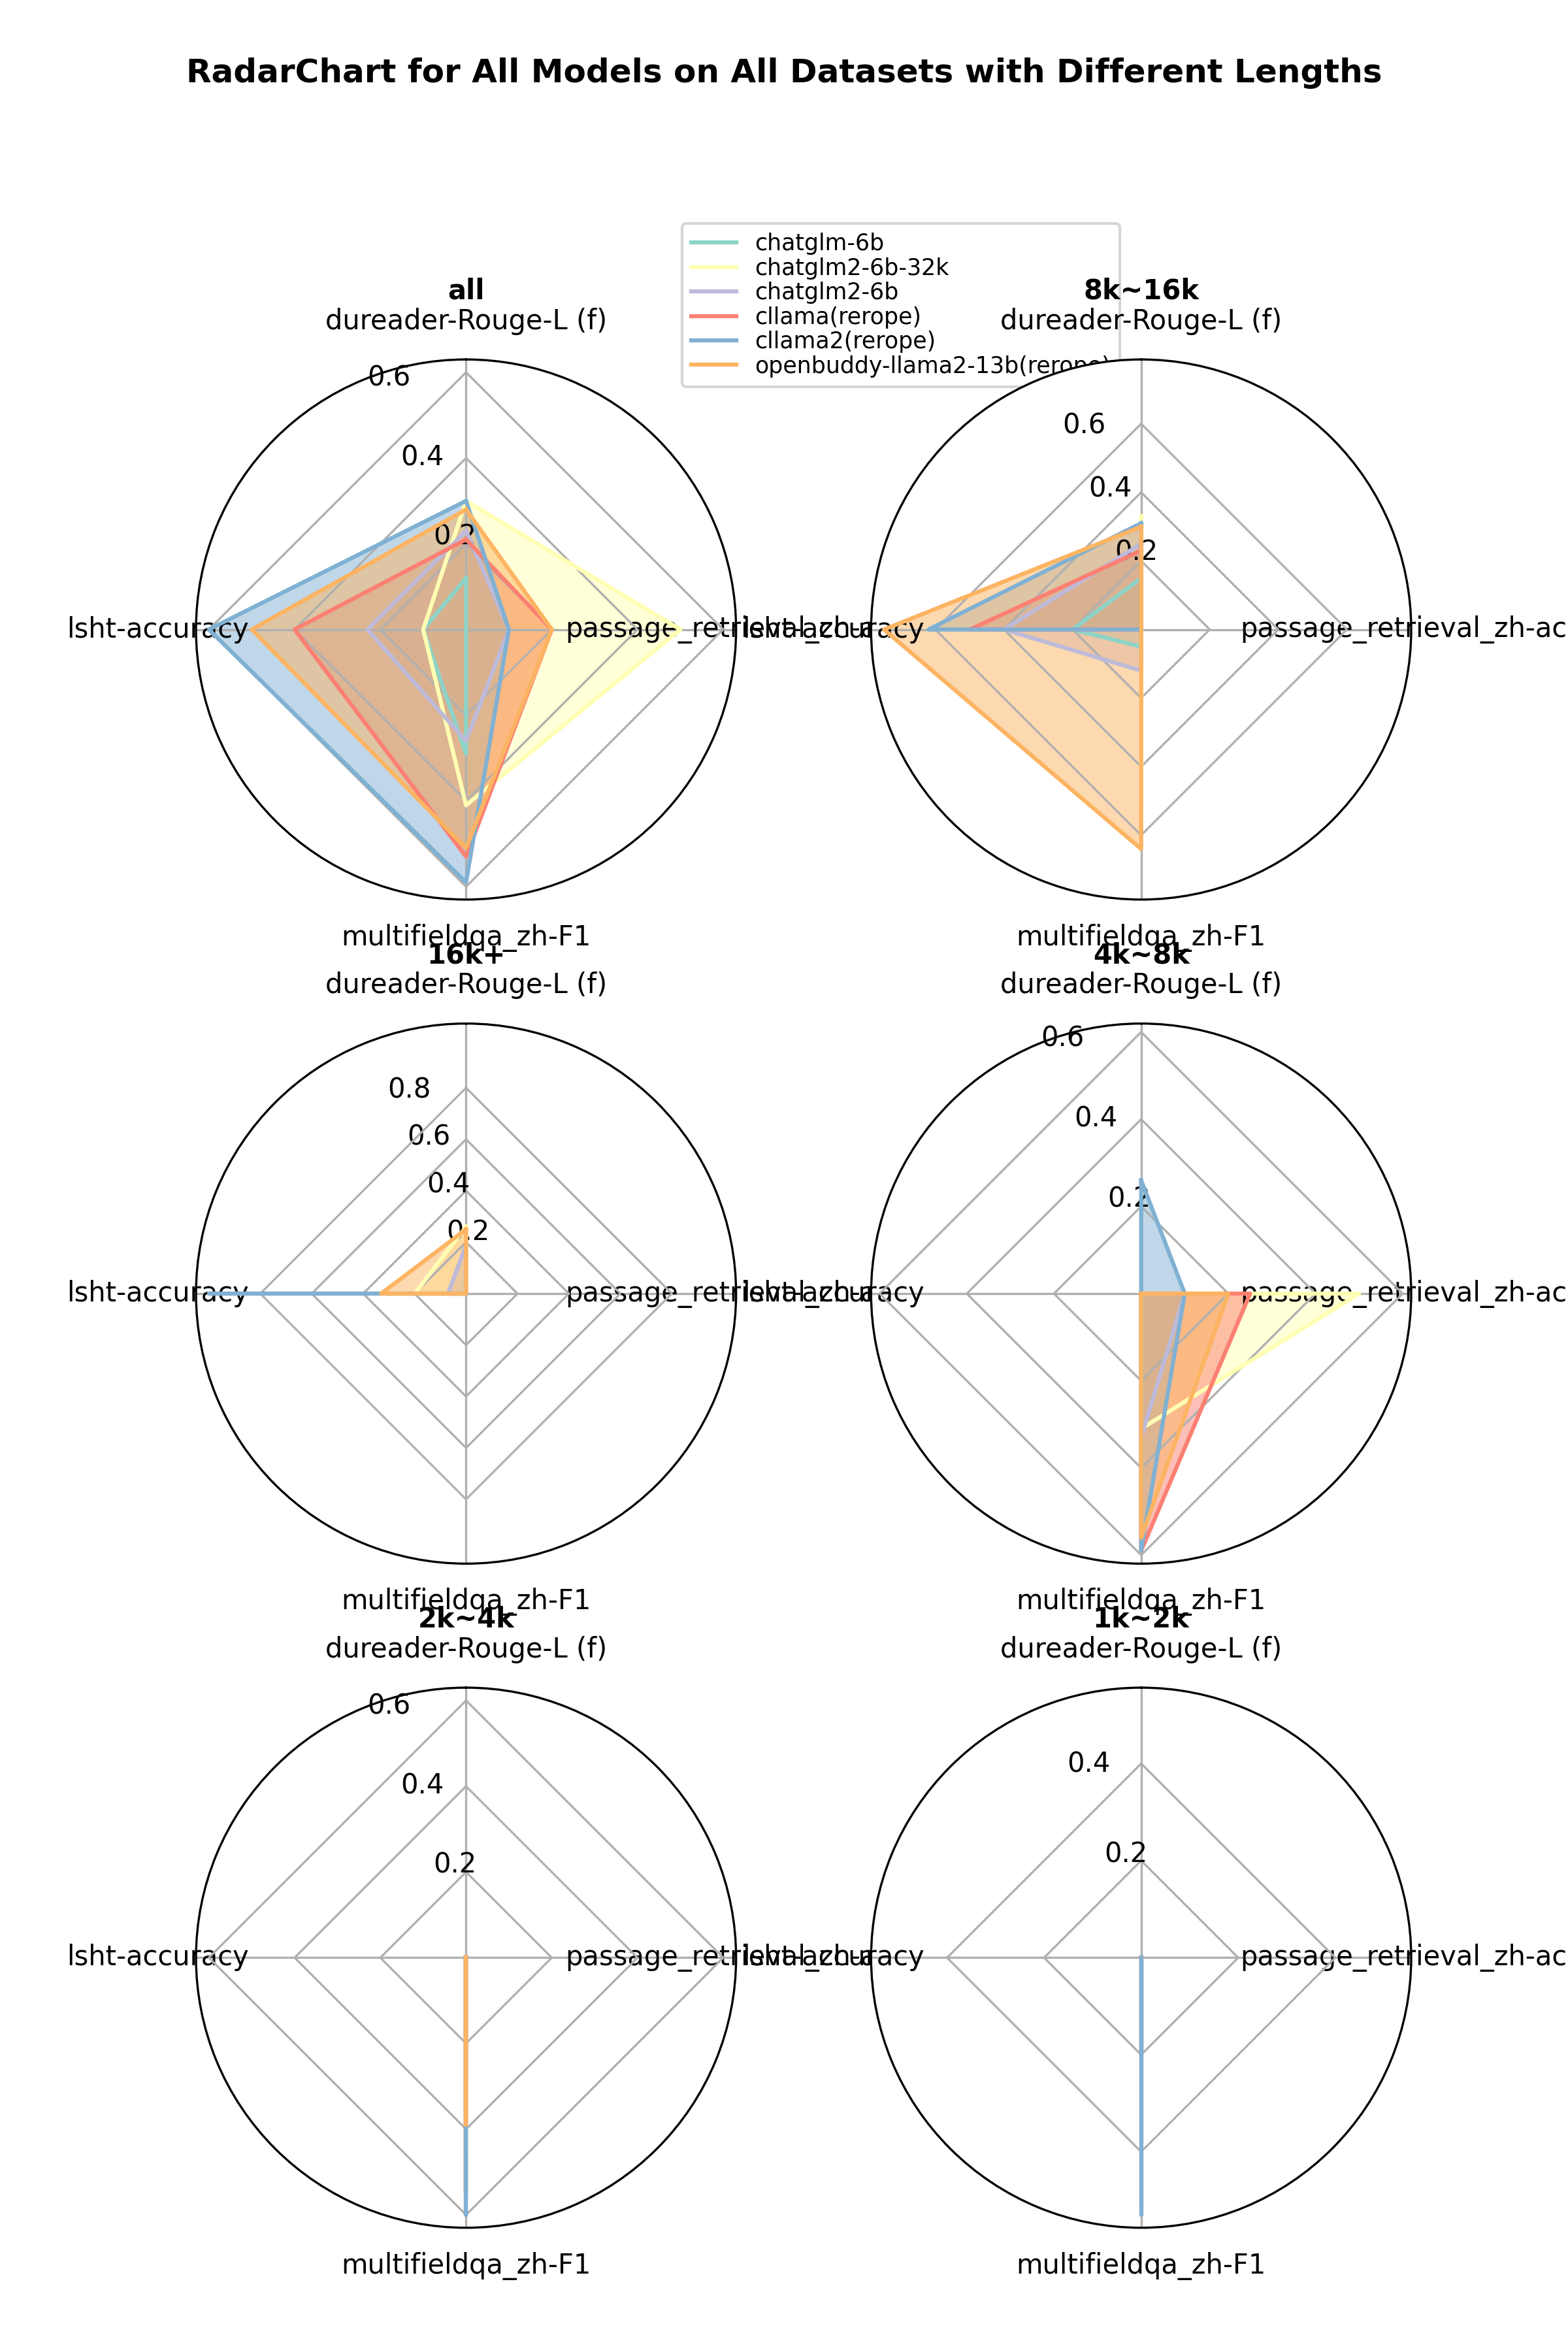 RadarChart for All Models on All Datasets with Different Lengths
chatglm-6b
chatglm2-6b-32k
chatglm2-6b
cllama(rerope)
cllama2(rerope)
openbuddy-llama2-13b(rerope)
all
dureader-Rouge-L (f)
0.6
0.4
0.2
lsht-accuracy
passage_retrieval_zh-a
multifieldqa_zh-F1
8k~16k
dureader-Rouge-L (f)
0.6
0.4
0.2
lsht-accuracy
passage_retrieval_zh-ac
multifieldqa_zh-F1
16k+
dureader-Rouge-L (f)
0.8
0.6
0.4
0.2
lsht-accuracy
passage_retrieval_zh-a
multifieldqa_zh-F1
4k~8k
dureader-Rouge-L (f)
0.6
0.4
0.2
lsht-accuracy
passage_retrieval_zh-ac
multifieldqa_zh-F1
2k~4k
dureader-Rouge-L (f)
0.6
0.4
0.2
lsht-accuracy
passage_retrieval_zh-a
multifieldqa_zh-F1
1k~2k
dureader-Rouge-L (f)
0.4
0.2
lsht-accuracy
passage_retrieval_zh-ac
multifieldqa_zh-F1